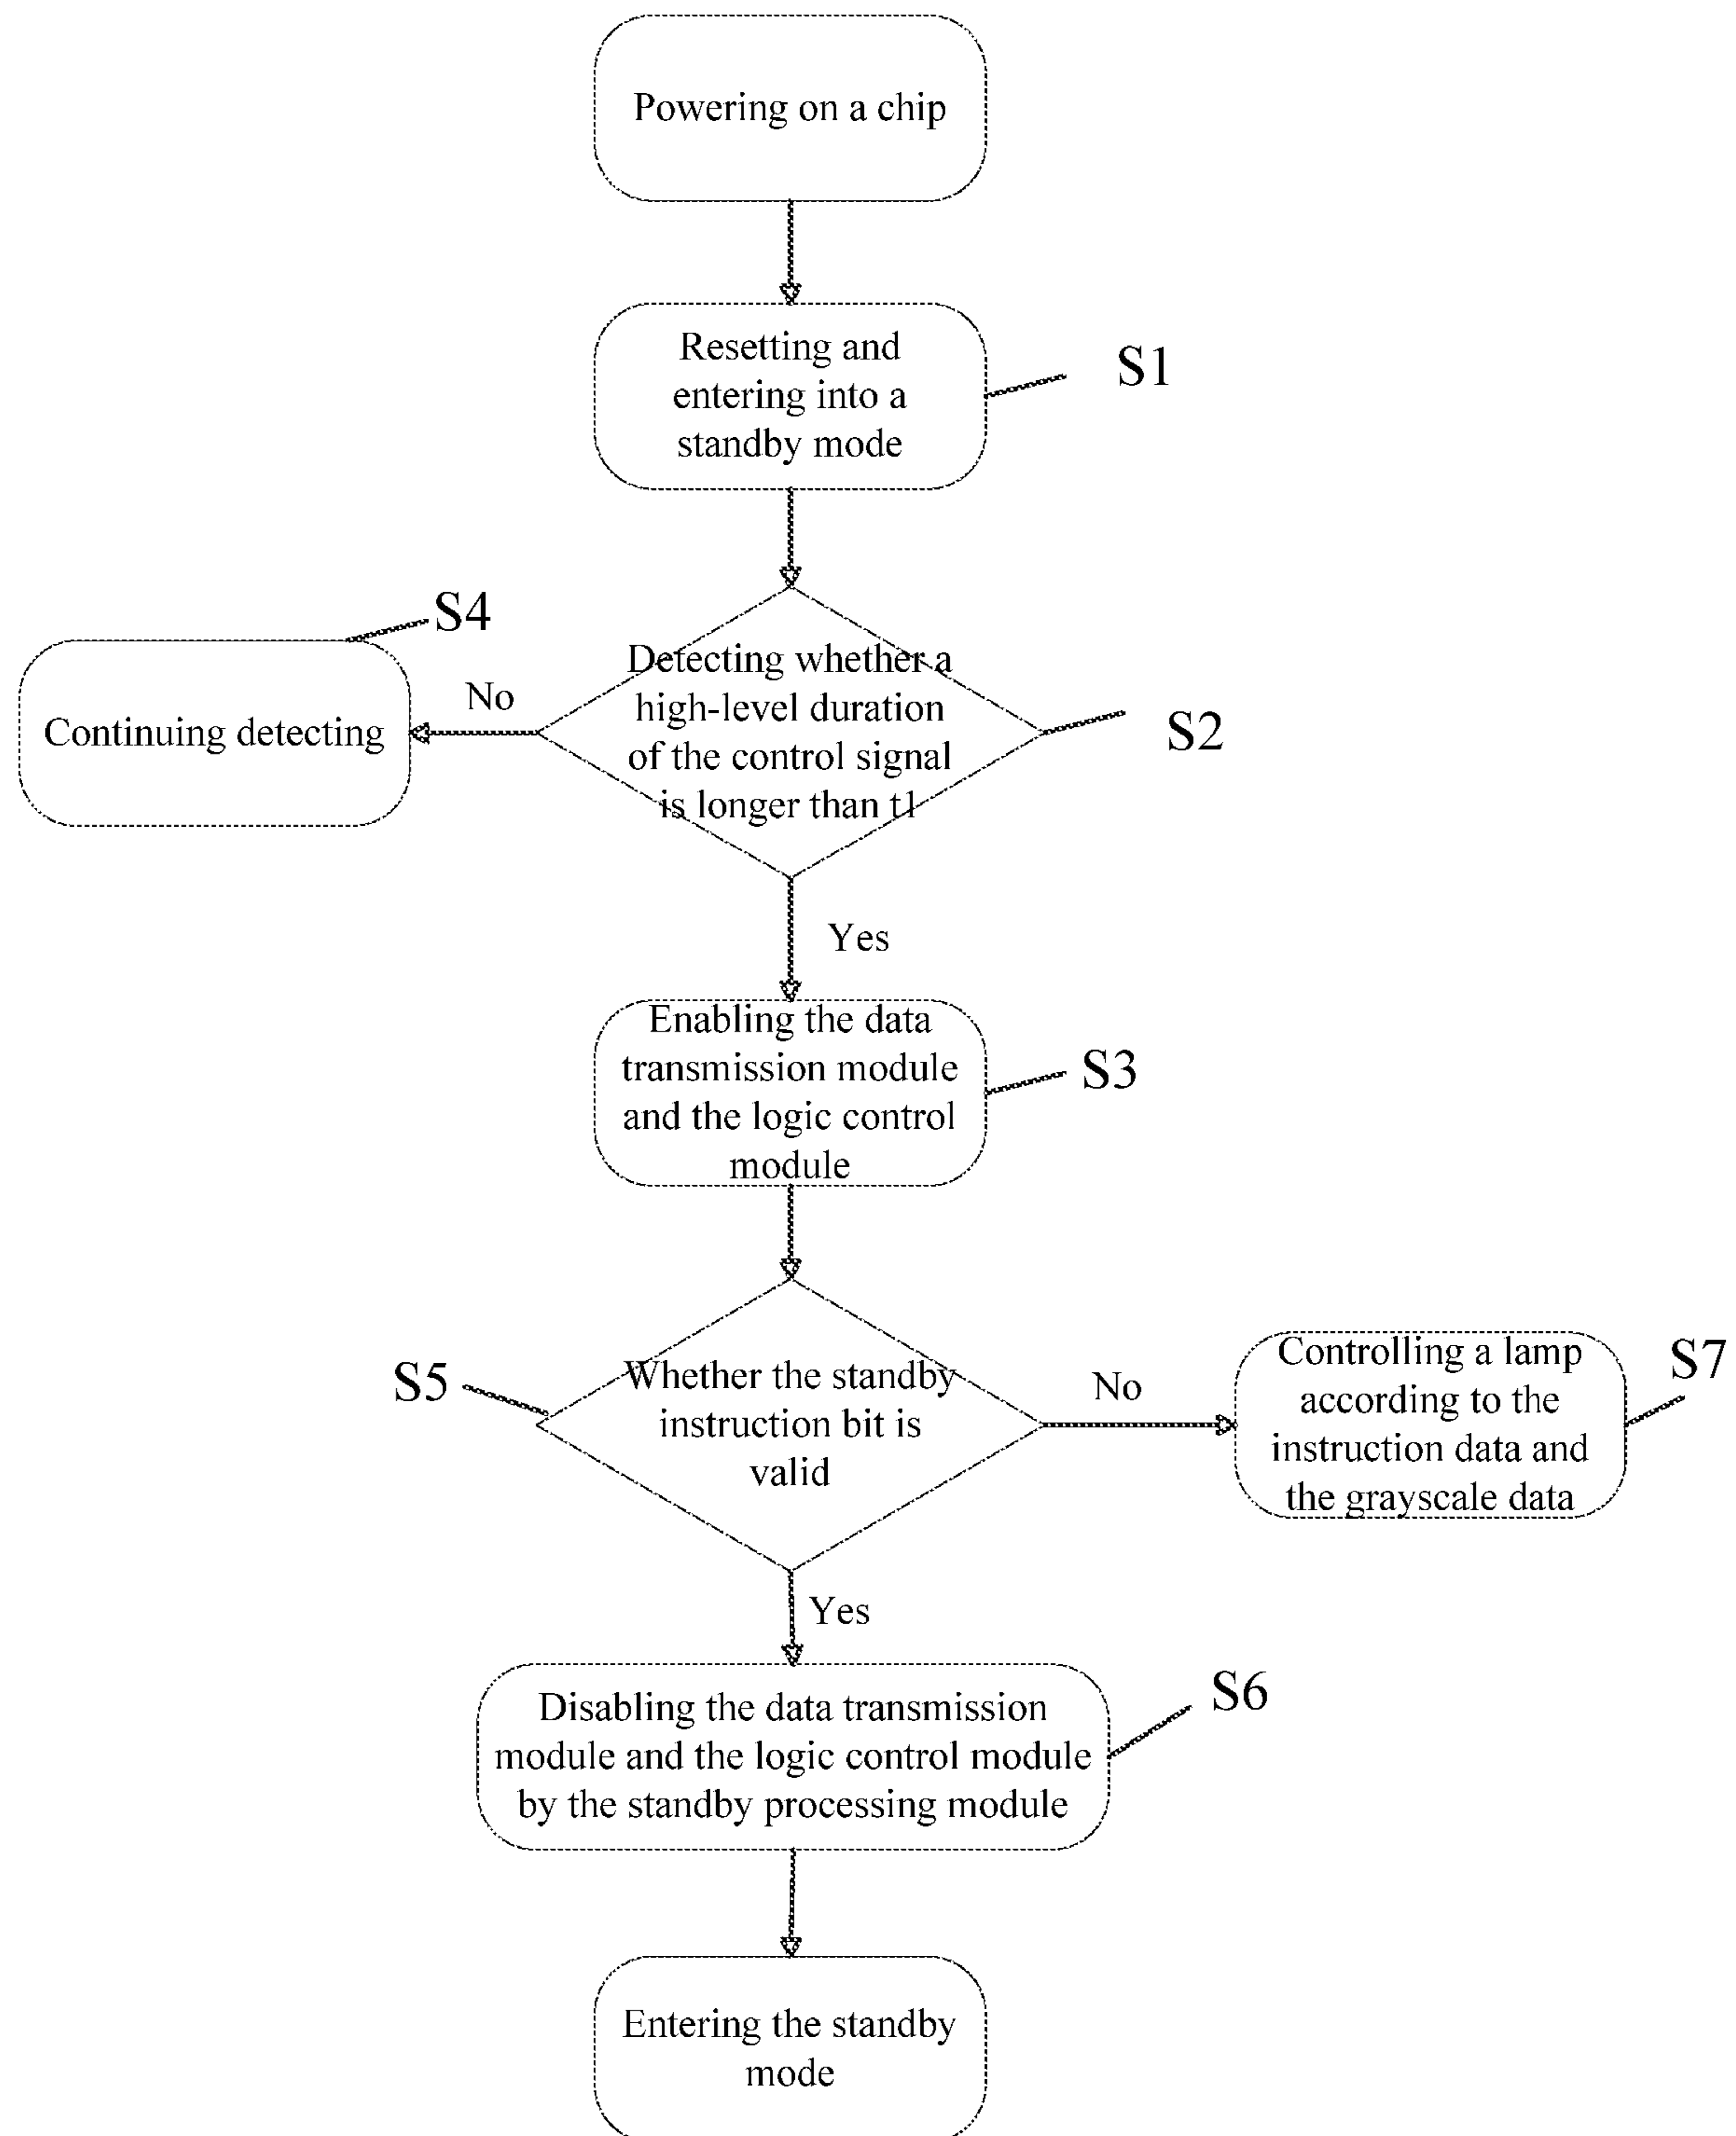 Powering on a chip
Resetting and
entering into a
standby mode
S1
S4
Continuing detecting
No
Detecting whether a
high-level duration
of the control signal
is longer than t1
S2
Yes
Enabling the data
transmission module
and the logic control
module
S3
S5
Whether the standby
instruction bit is
valid
No
Controlling a lamp
according to the
instruction data and
the grayscale data
S7
Yes
Disabling the data transmission
module and the logic control module
by the standby processing module
S6
Entering the standby
mode